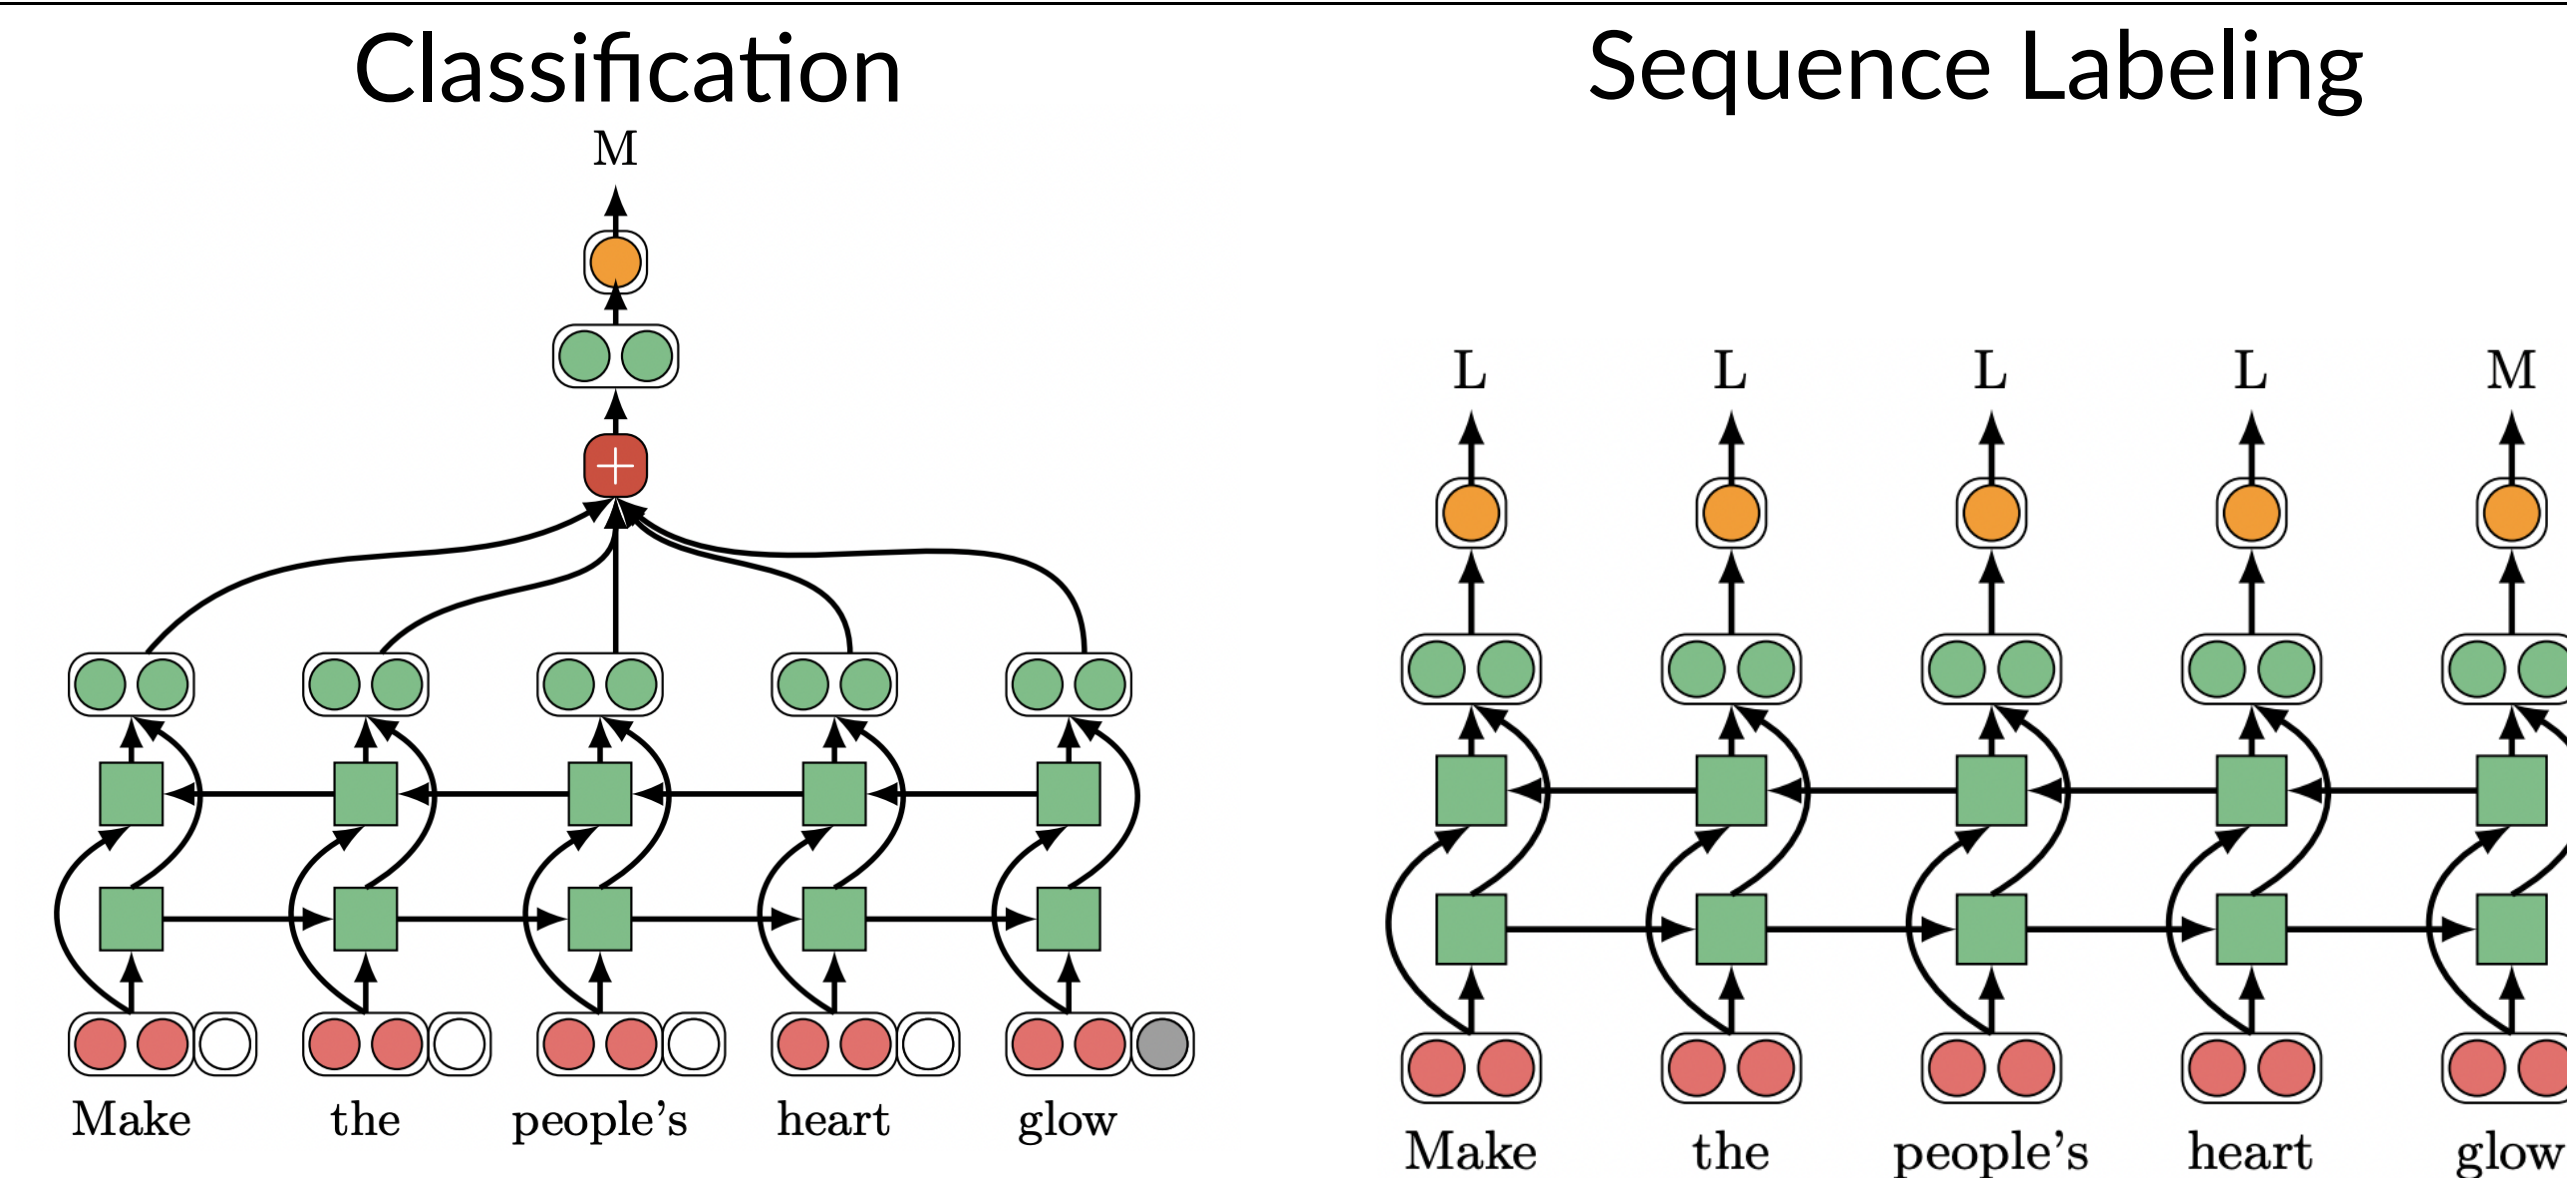 Classification
M
+
Make the people's heart glow
Sequence Labeling
L L L L M
Make the people's heart glow